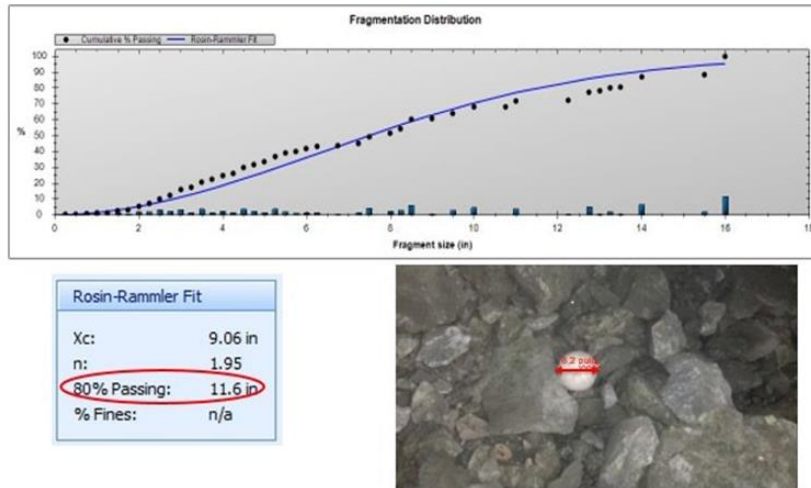 Fragmentation Distribution
Cumulative % Passing Rosin-Rammler Fit
100
90
80
70
60
50
40
30
20
10
0
%
0 2 4 6 8 10 12 14 16 18
Fragment size (in)
Rosin-Rammler Fit
Xc: 9.06 in
n: 1.95
80% Passing: 11.6 in
% Fines: n/a